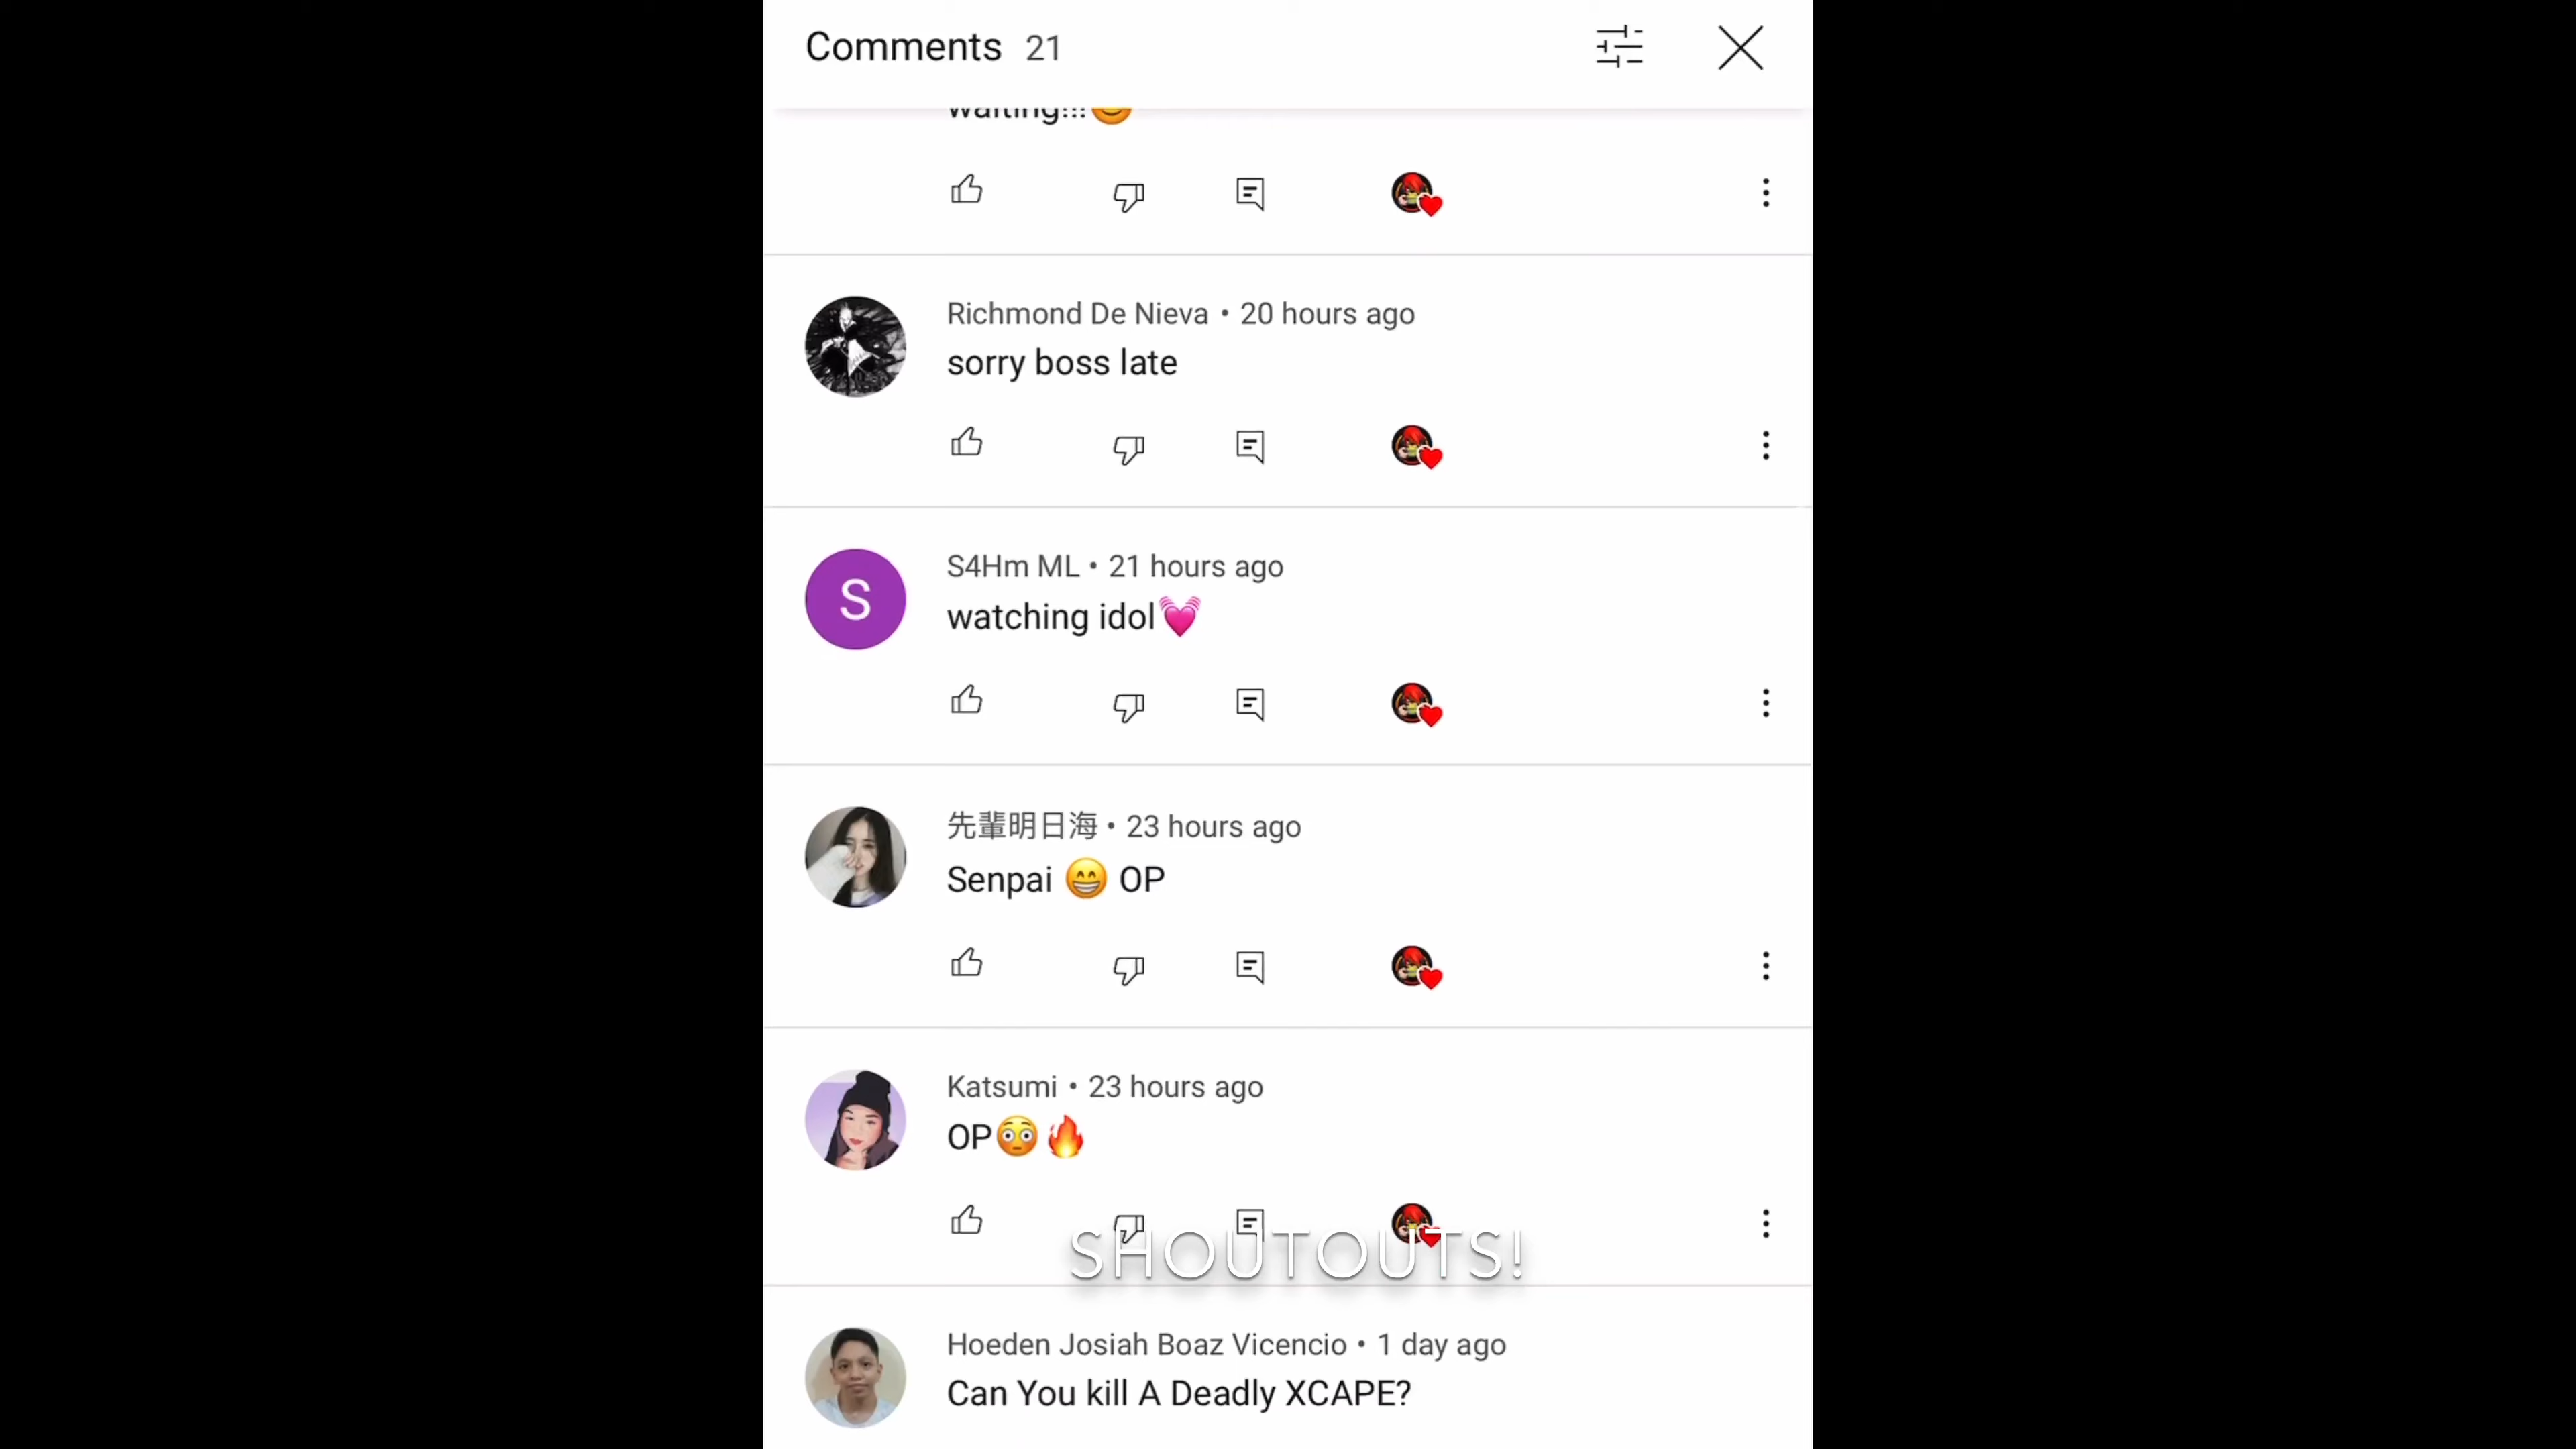 Comments 21
waiting!!!😊
Richmond De Nieva • 20 hours ago
sorry boss late
S
S4Hm ML • 21 hours ago
watching idol💓
先輩明日海 • 23 hours ago
Senpai 😁 OP
Katsumi • 23 hours ago
OP😳🔥
SHOUTOUTS!
Hoeden Josiah Boaz Vicencio • 1 day ago
Can You kill A Deadly XCAPE?